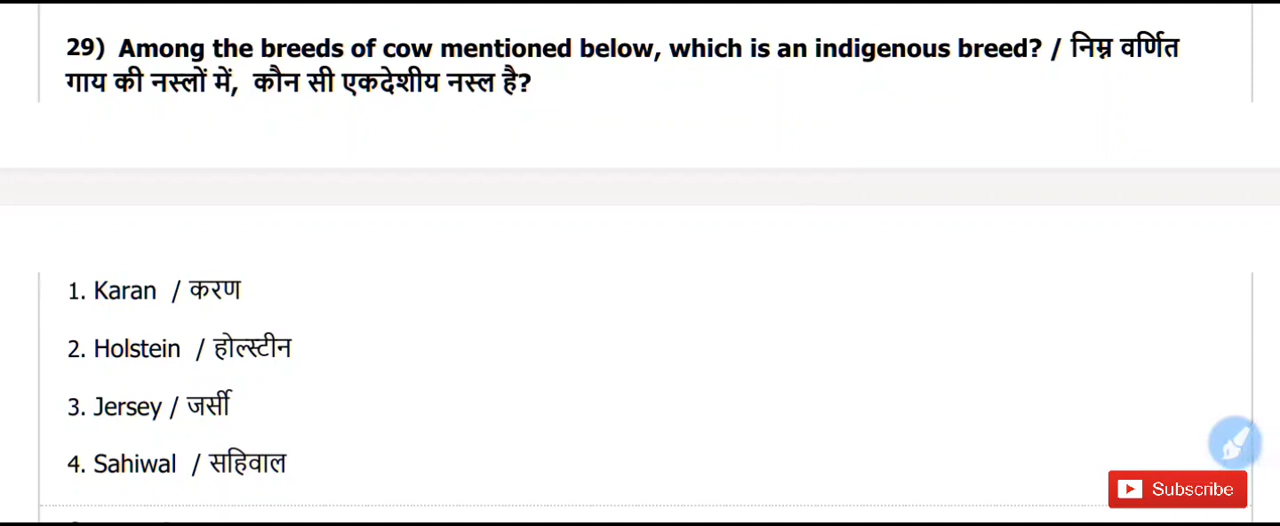 29) Among the breeds of cow mentioned below, which is an indigenous breed? / निम्न वर्णित
गाय की नस्लों में, कौन सी एकदेशीय नस्ल है?
1. Karan / करण
2. Holstein / होल्स्टीन
3. Jersey / जर्सी
4. Sahiwal / सहिवाल
Subscribe